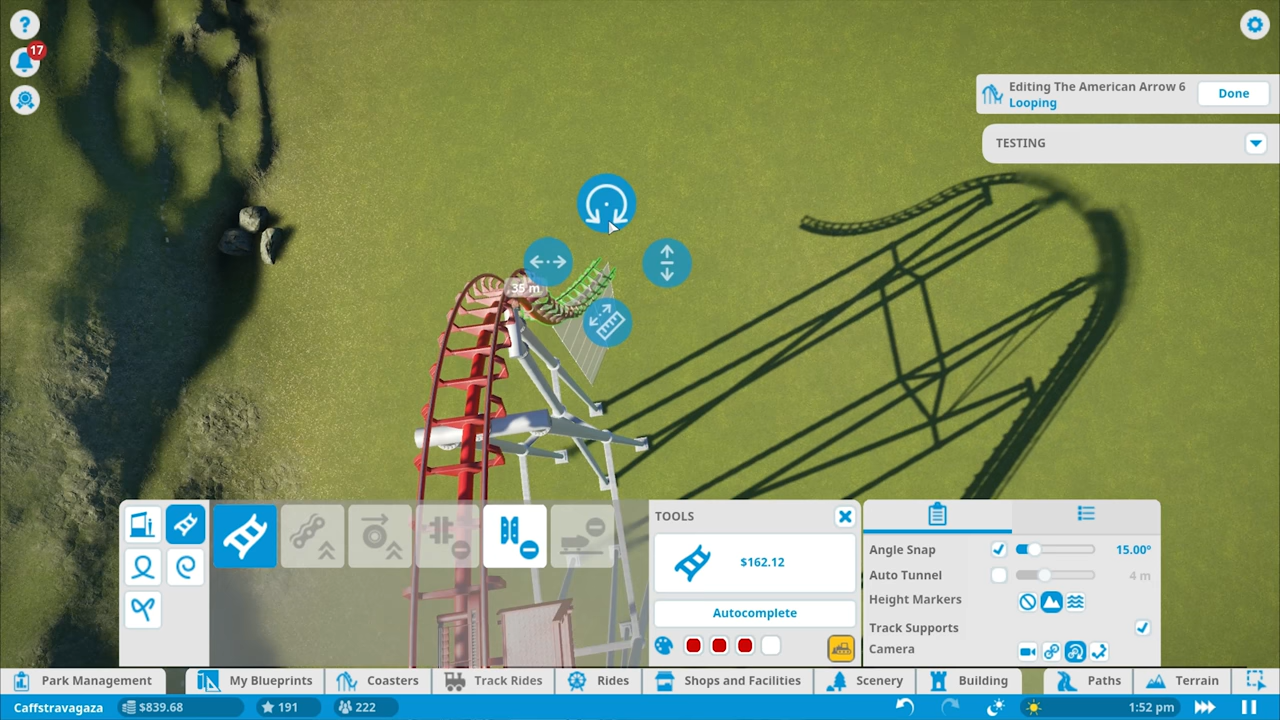 ?
17
Editing The American Arrow 6
Looping
Done
TESTING
35 m
TOOLS
$162.12
Autocomplete
Angle Snap
15.00°
Auto Tunnel
4 m
Height Markers
Track Supports
Camera
Park Management
My Blueprints
Coasters
Track Rides
Rides
Shops and Facilities
Scenery
Building
Paths
Terrain
Caffstravagaza
$839.68
191
222
1:52 pm